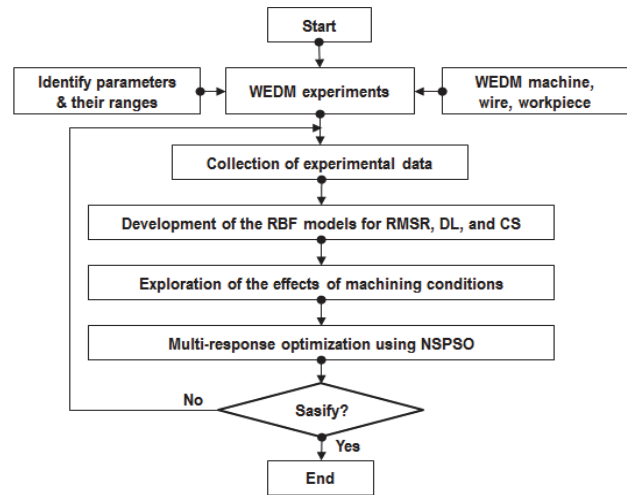 Start
Identify parameters
& their ranges
WEDM experiments
WEDM machine,
wire, workpiece
Collection of experimental data
Development of the RBF models for RMSR, DL, and CS
Exploration of the effects of machining conditions
Multi-response optimization using NSPSO
No
Sasify?
Yes
End